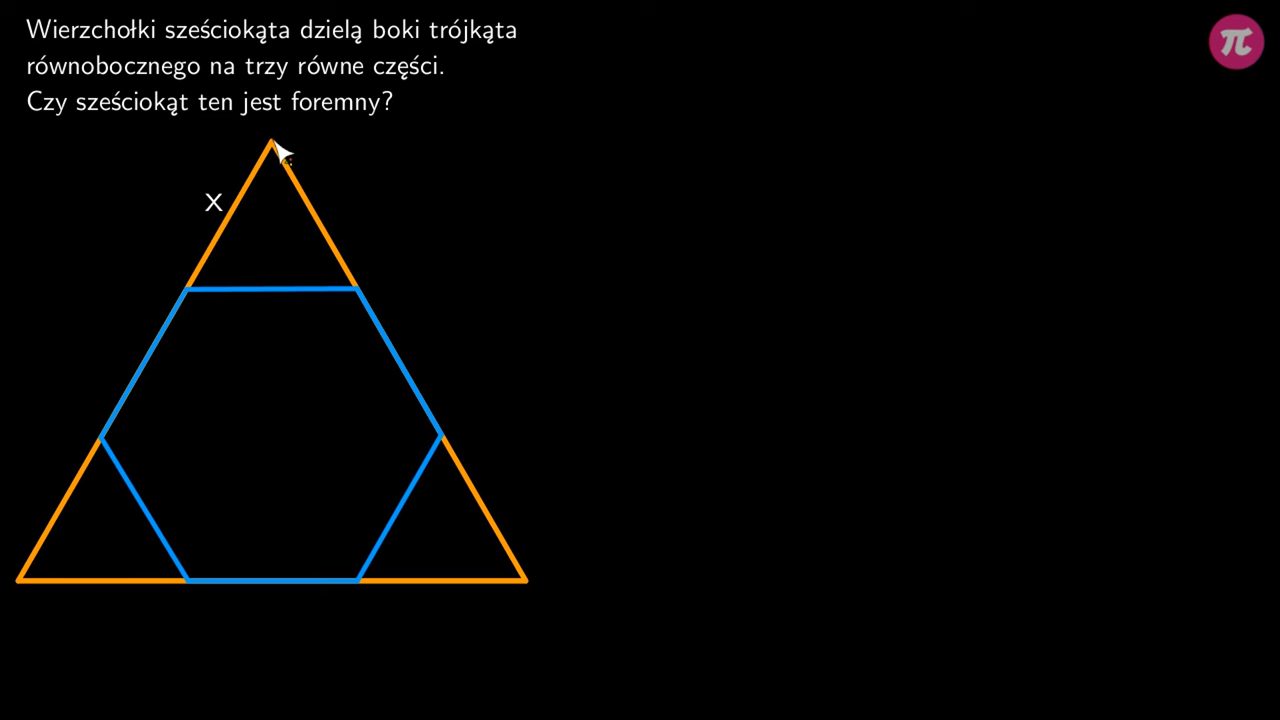 Wierzchołki sześciokąta dzielą boki trójkąta
równobocznego na trzy równe części.
Czy sześciokąt ten jest foremny?
π
x